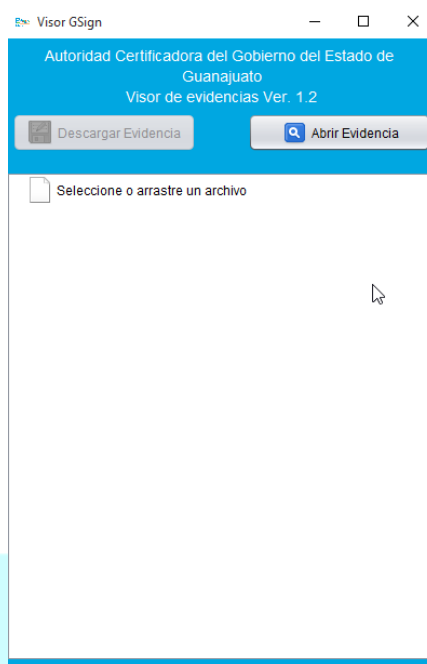 Visor GSign
Autoridad Certificadora del Gobierno del Estado de
Guanajuato
Visor de evidencias Ver. 1.2
Descargar Evidencia
Abrir Evidencia
Seleccione o arrastre un archivo